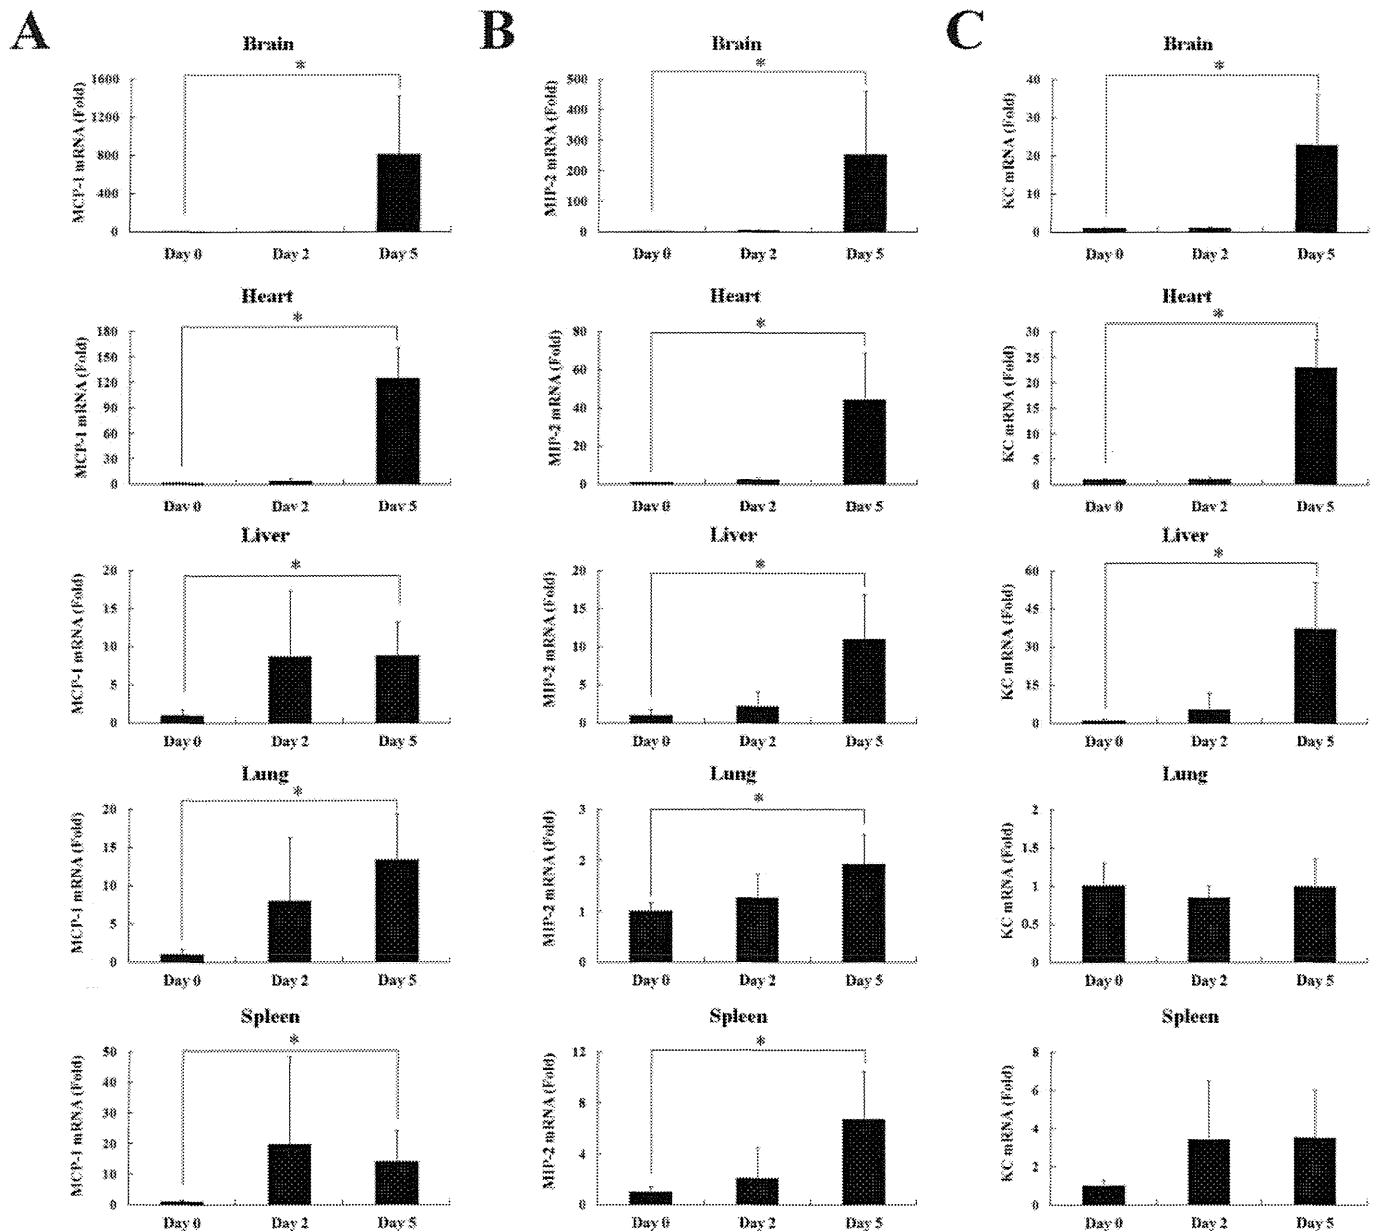 A
B
C
Brain
MCP-1 mRNA (Fold)
1600
1200
800
400
0
*
Day 0
Day 2
Day 5
Brain
MIP-2 mRNA (Fold)
500
400
300
200
100
0
*
Day 0
Day 2
Day 5
Brain
KC mRNA (Fold)
40
30
20
10
0
*
Day 0
Day 2
Day 5
Heart
MCP-1 mRNA (Fold)
180
150
120
90
60
30
0
*
Day 0
Day 2
Day 5
Heart
MIP-2 mRNA (Fold)
80
60
40
20
0
*
Day 0
Day 2
Day 5
Heart
KC mRNA (Fold)
30
25
20
15
10
5
0
*
Day 0
Day 2
Day 5
Liver
MCP-1 mRNA (Fold)
20
15
10
5
0
*
Day 0
Day 2
Day 5
Liver
MIP-2 mRNA (Fold)
20
15
10
5
0
*
Day 0
Day 2
Day 5
Liver
KC mRNA (Fold)
60
45
30
15
0
*
Day 0
Day 2
Day 5
Lung
MCP-1 mRNA (Fold)
20
15
10
5
0
*
Day 0
Day 2
Day 5
Lung
MIP-2 mRNA (Fold)
3
2
1
0
*
Day 0
Day 2
Day 5
Lung
KC mRNA (Fold)
2
1.5
1
0.5
0
Day 0
Day 2
Day 5
Spleen
MCP-1 mRNA (Fold)
50
40
30
20
10
0
*
Day 0
Day 2
Day 5
Spleen
MIP-2 mRNA (Fold)
12
8
4
0
*
Day 0
Day 2
Day 5
Spleen
KC mRNA (Fold)
8
6
4
2
0
Day 0
Day 2
Day 5